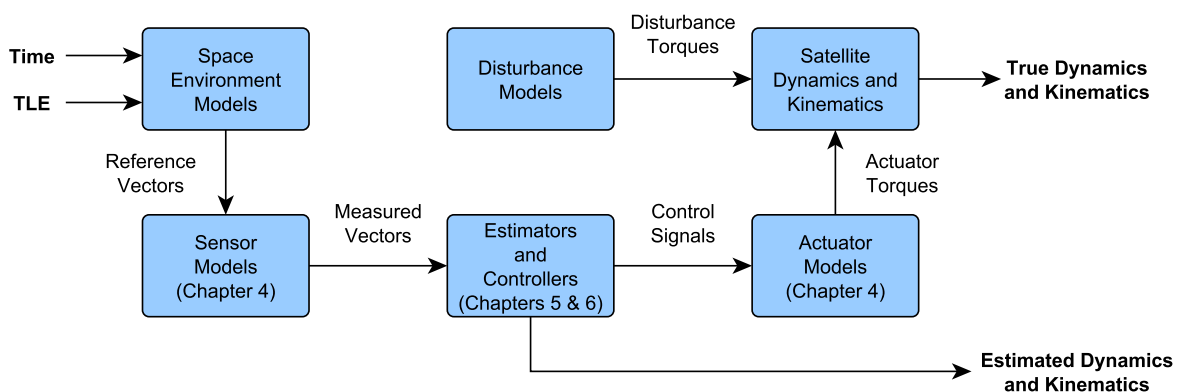 Time
TLE
Space
Environment
Models
Disturbance
Models
Disturbance
Torques
Satellite
Dynamics and
Kinematics
True Dynamics
and Kinematics
Reference
Vectors
Actuator
Torques
Sensor
Models
(Chapter 4)
Measured
Vectors
Estimators
and
Controllers
(Chapters 5 & 6)
Control
Signals
Actuator
Models
(Chapter 4)
Estimated Dynamics
and Kinematics